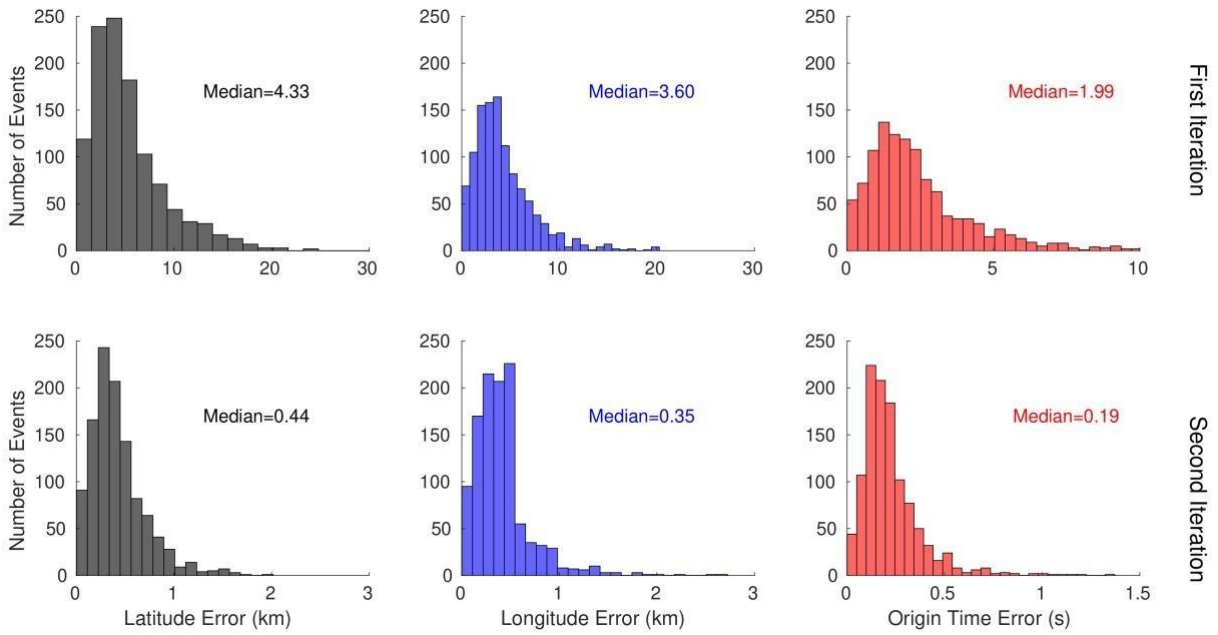 250
200
150
100
50
0
Number of Events
Median=4.33
0 10 20 30
250
200
150
100
50
0
Median=3.60
0 10 20 30
250
200
150
100
50
0
Median=1.99
0 5 10
First Iteration
250
200
150
100
50
0
Number of Events
Median=0.44
0 1 2 3
Latitude Error (km)
250
200
150
100
50
0
Median=0.35
0 1 2 3
Longitude Error (km)
250
200
150
100
50
0
Median=0.19
0 0.5 1 1.5
Origin Time Error (s)
Second Iteration